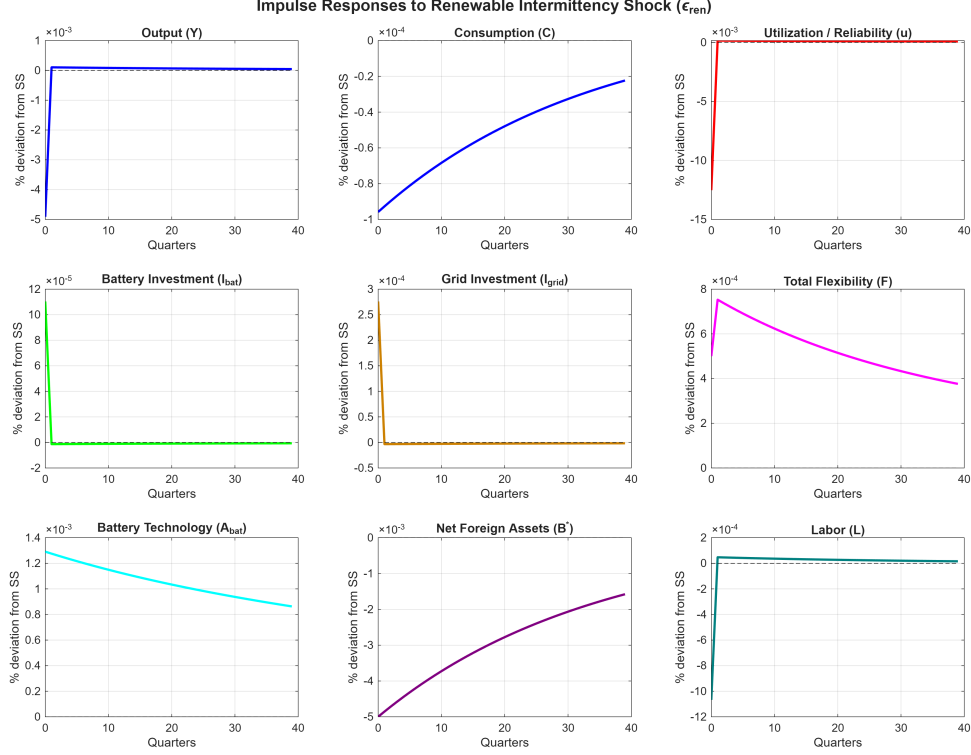 Impulse Responses to Renewable Intermittency Shock (ϵren)
×10-3 Output (Y)
1
0
-1
-2
-3
-4
-5
% deviation from SS
0 10 20 30 40
Quarters
×10-4 Consumption (C)
0
-0.2
-0.4
-0.6
-0.8
-1
% deviation from SS
0 10 20 30 40
Quarters
×10-3 Utilization / Reliability (u)
0
-5
-10
-15
% deviation from SS
0 10 20 30 40
Quarters
×10-5 Battery Investment (Ibat)
12
10
8
6
4
2
0
-2
% deviation from SS
0 10 20 30 40
Quarters
×10-4 Grid Investment (Igrid)
3
2.5
2
1.5
1
0.5
0
-0.5
% deviation from SS
0 10 20 30 40
Quarters
×10-4 Total Flexibility (F)
8
6
4
2
0
% deviation from SS
0 10 20 30 40
Quarters
×10-3 Battery Technology (Abat)
1.4
1.2
1
0.8
0.6
0.4
0.2
0
% deviation from SS
0 10 20 30 40
Quarters
×10-3 Net Foreign Assets (B*)
0
-1
-2
-3
-4
-5
% deviation from SS
0 10 20 30 40
Quarters
×10-4 Labor (L)
2
0
-2
-4
-6
-8
-10
-12
% deviation from SS
0 10 20 30 40
Quarters